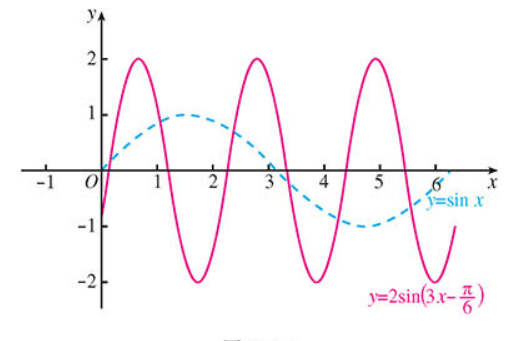 y
2
1
-1 O 1 2 3 4 5 6 x
y=sin x
-1
-2
y=2sin(3x-π/6)